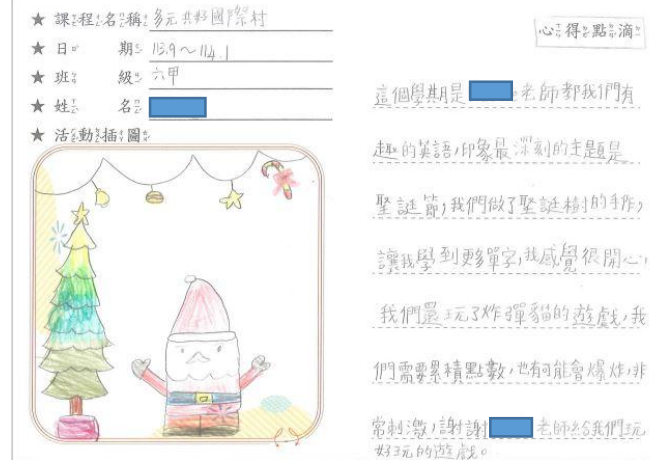 ★ 課程名稱 多元共好國際村
★ 日期 113.9～114.1
★ 班級 六甲
★ 姓名
★ 活動插圖
心得點滴
這個學期是 老師教我們有
趣的英語,印象最深刻的主題是
聖誕節,我們做了聖誕樹的手作,
讓我學到更多單字,我感覺很開心,
我們還玩了炸彈貓的遊戲,我
們需要累積點數,也有可能會爆炸,非
常刺激,謝謝 老師給我們玩
好玩的遊戲。